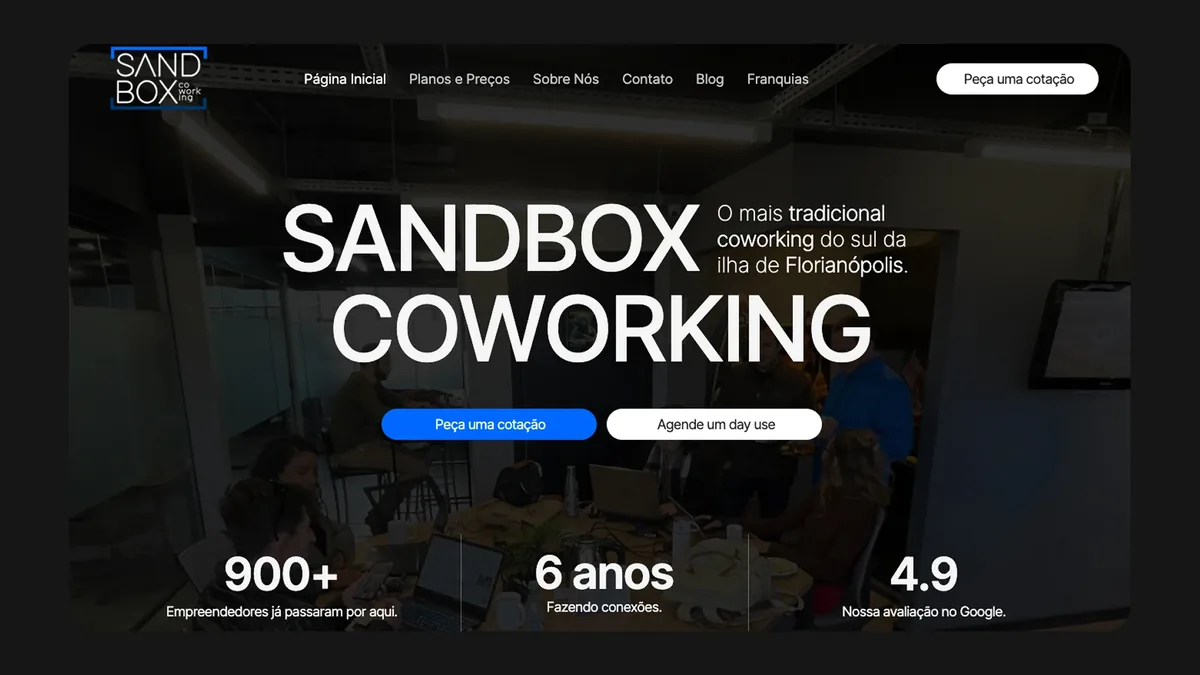 SAND
BOX co
work
ing
Página Inicial
Planos e Preços
Sobre Nós
Contato
Blog
Franquias
Peça uma cotação
SANDBOX
O mais tradicional
coworking do sul da
ilha de Florianópolis.
COWORKING
Peça uma cotação
Agende um day use
900+
Empreendedores já passaram por aqui.
6 anos
Fazendo conexões.
4.9
Nossa avaliação no Google.